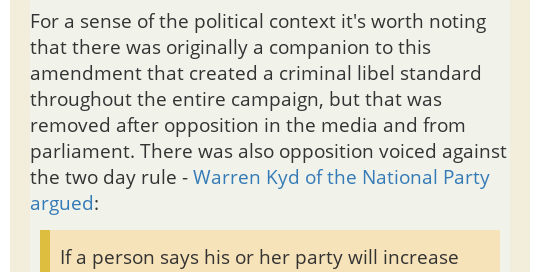 For a sense of the political context it's worth noting
that there was originally a companion to this
amendment that created a criminal libel standard
throughout the entire campaign, but that was
removed after opposition in the media and from
parliament. There was also opposition voiced against
the two day rule - Warren Kyd of the National Party
argued:
If a person says his or her party will increase